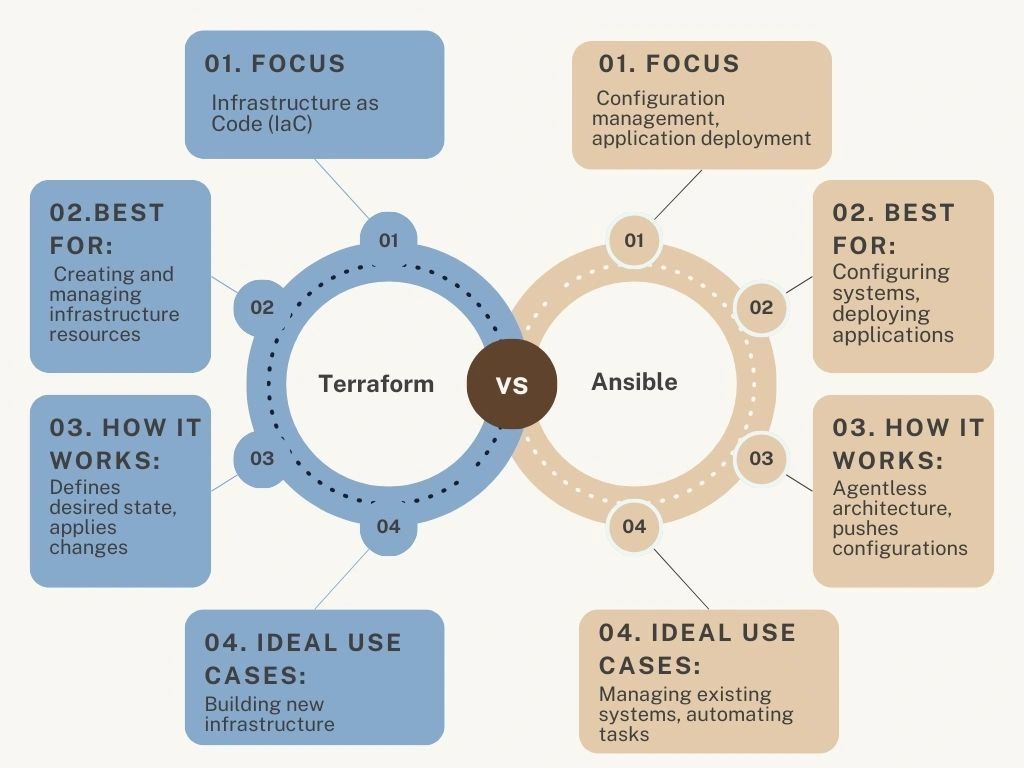 01. FOCUS
Infrastructure as
Code (IaC)
02.BEST
FOR:
Creating and
managing
infrastructure
resources
03. HOW IT
WORKS:
Defines
desired state,
applies
changes
04. IDEAL USE
CASES:
Building new
infrastructure
01
02
03
04
Terraform
VS
Ansible
01
02
03
04
01. FOCUS
Configuration
management,
application deployment
02. BEST
FOR:
Configuring
systems,
deploying
applications
03. HOW IT
WORKS:
Agentless
architecture,
pushes
configurations
04. IDEAL USE
CASES:
Managing existing
systems, automating
tasks